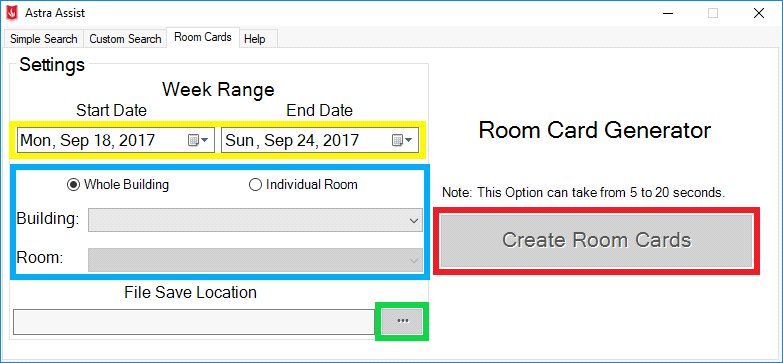 Astra Assist
Simple Search Custom Search Room Cards Help
Settings
Week Range
Start Date End Date
Mon, Sep 18, 2017 Sun, Sep 24, 2017
Whole Building Individual Room
Building:
Room:
File Save Location
...
Room Card Generator
Note: This Option can take from 5 to 20 seconds.
Create Room Cards